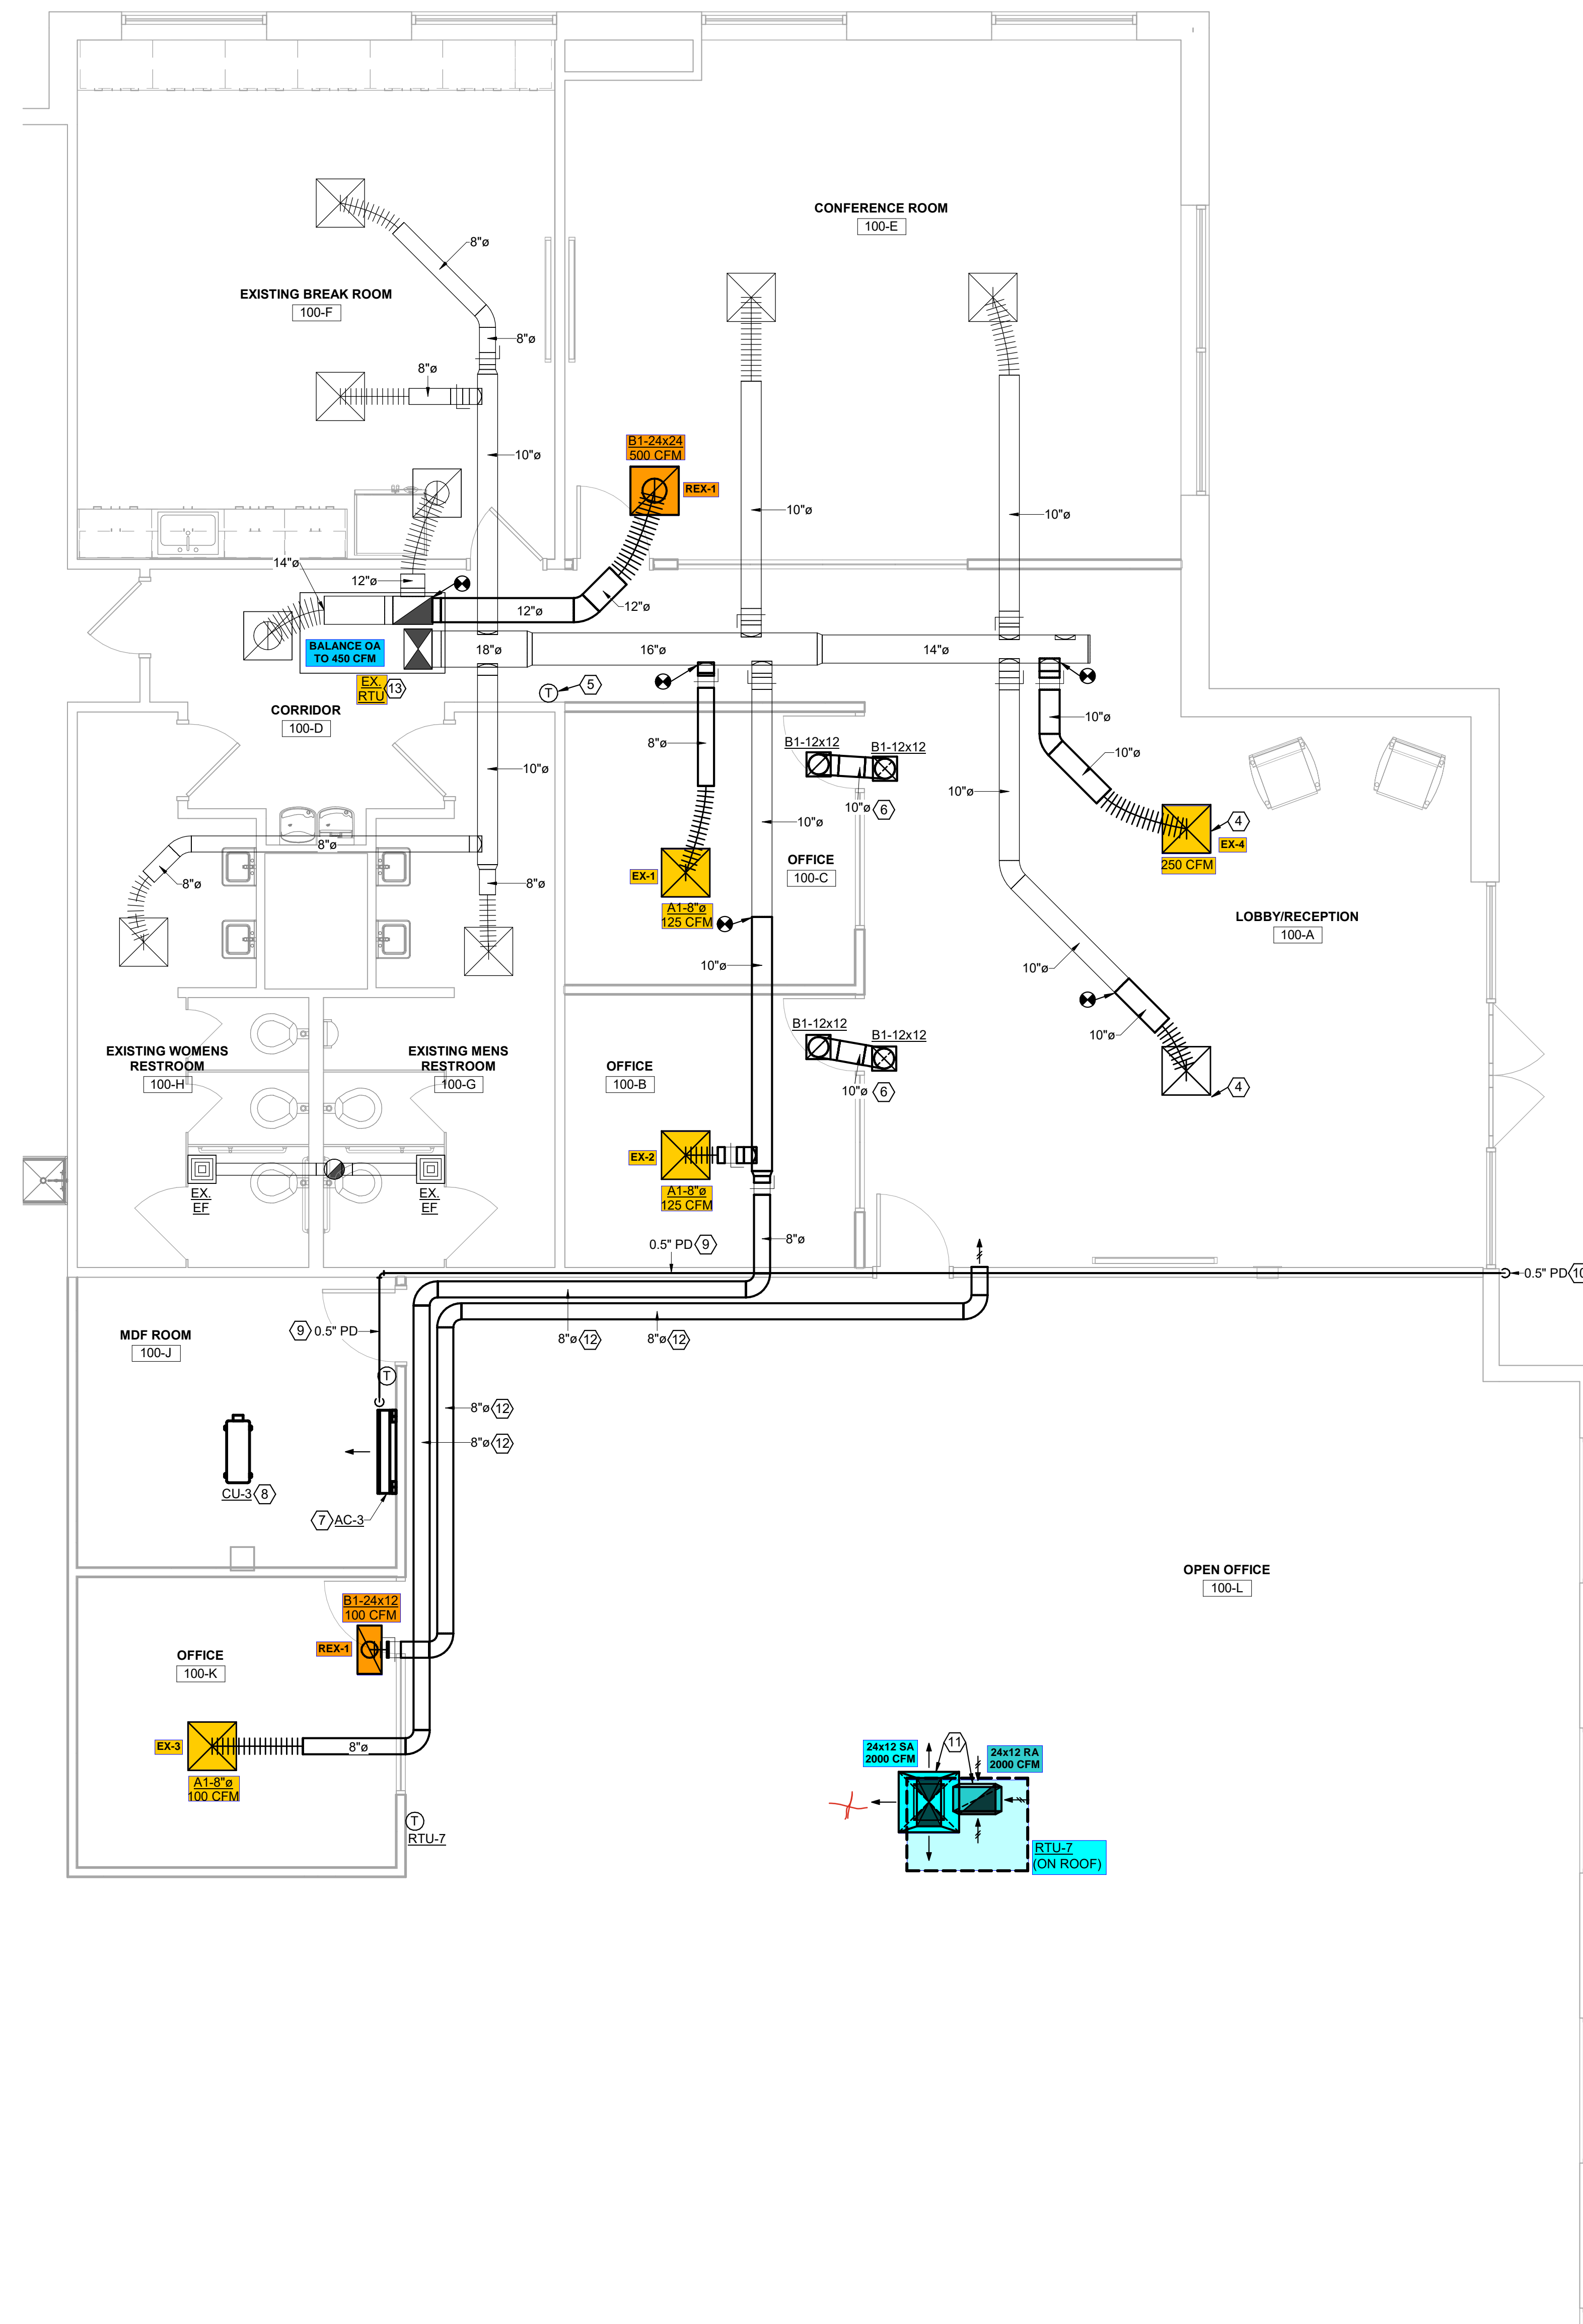 CONFERENCE ROOM
100-E
8"ø
EXISTING BREAK ROOM
100-F
8"ø
8"ø
B1-24x24
500 CFM
REX-1
10"ø
10"ø
10"ø
14"ø
12"ø
12"ø
12"ø
BALANCE OA
TO 450 CFM
18"ø
16"ø
14"ø
EX.
RTU
13
T
5
CORRIDOR
100-D
8"ø
B1-12x12
B1-12x12
10"ø
6
10"ø
10"ø
10"ø
10"ø
4
EX-4
250 CFM
10"ø
8"ø
8"ø
8"ø
OFFICE
100-C
EX-1
A1-8"ø
125 CFM
LOBBY/RECEPTION
100-A
10"ø
10"ø
10"ø
B1-12x12
B1-12x12
10"ø
6
4
EXISTING WOMENS
RESTROOM
100-H
EXISTING MENS
RESTROOM
100-G
OFFICE
100-B
EX-2
A1-8"ø
125 CFM
EX.
EF
EX.
EF
8"ø
0.5" PD
9
0.5" PD
10
9
0.5" PD
8"ø
12
8"ø
12
MDF ROOM
100-J
T
8"ø
12
8"ø
12
CU-3
8
7
AC-3
OPEN OFFICE
100-L
B1-24x12
100 CFM
REX-1
OFFICE
100-K
EX-3
8"ø
A1-8"ø
100 CFM
T
RTU-7
24x12 SA
2000 CFM
11
24x12 RA
2000 CFM
RTU-7
(ON ROOF)